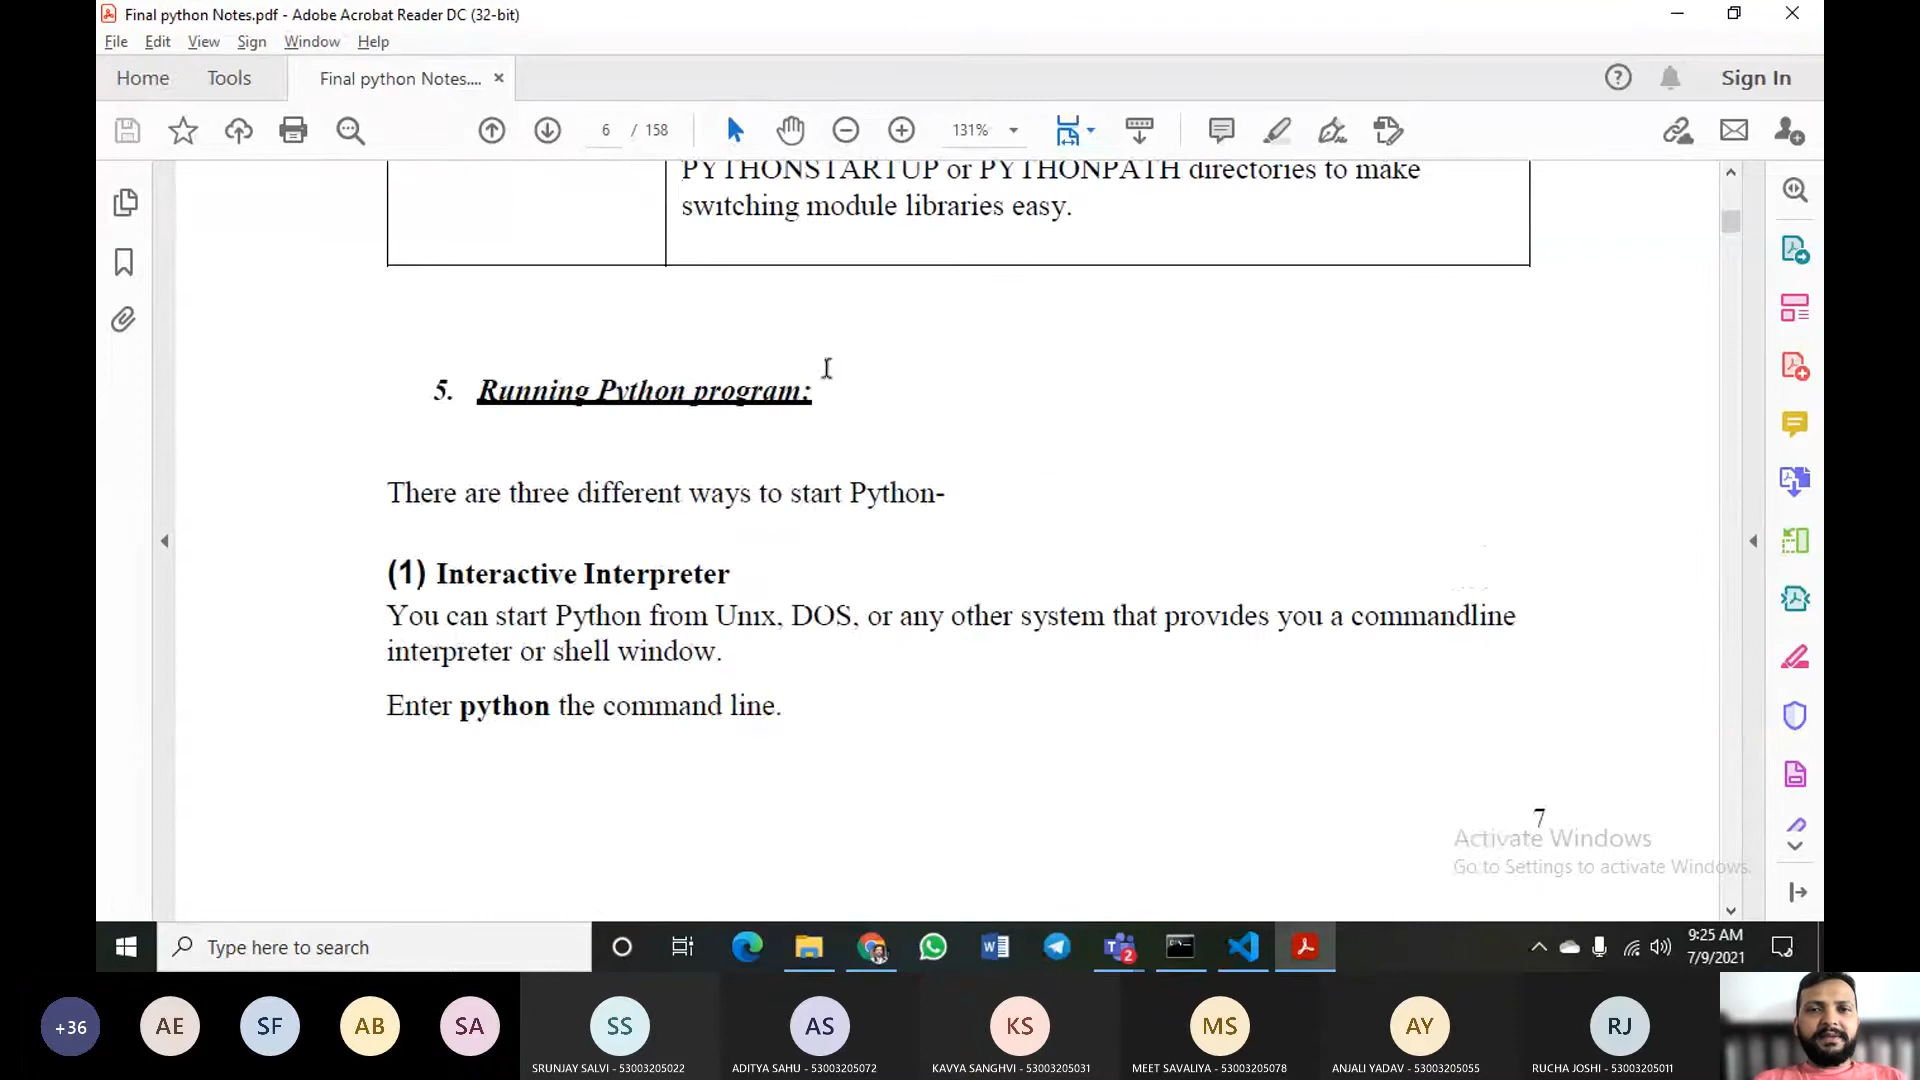 Final python Notes.pdf - Adobe Acrobat Reader DC (32-bit)
File Edit View Sign Window Help
Home Tools Final python Notes.... × Sign In
6 / 158 131%
PYTHONSTARTUP or PYTHONPATH directories to make
switching module libraries easy.
5. Running Python program:
There are three different ways to start Python-
(1) Interactive Interpreter
You can start Python from Unix, DOS, or any other system that provides you a commandline
interpreter or shell window.
Enter python the command line.
7
Activate Windows
Go to Settings to activate Windows.
Type here to search
2
9:25 AM
7/9/2021
+36 AE SF AB SA SS AS KS MS AY RJ
SRUNJAY SALVI - 53003205022 ADITYA SAHU - 53003205072 KAVYA SANGHVI - 53003205031 MEET SAVALIYA - 53003205078 ANJALI YADAV - 53003205055 RUCHA JOSHI - 53003205011